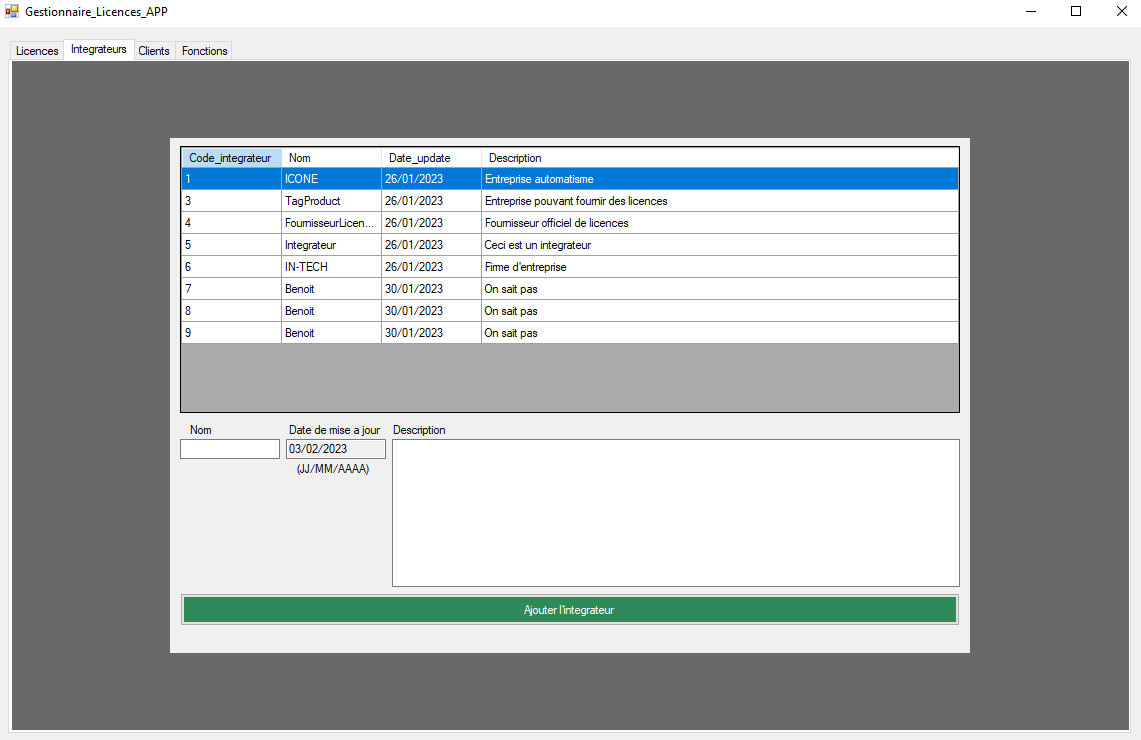 Gestionnaire_Licences_APP
Licences Integrateurs Clients Fonctions
Code_integrateur Nom Date_update Description
1 ICONE 26/01/2023 Entreprise automatisme
3 TagProduct 26/01/2023 Entreprise pouvant fournir des licences
4 FournisseurLicen... 26/01/2023 Fournisseur officiel de licences
5 Integrateur 26/01/2023 Ceci est un integrateur
6 IN-TECH 26/01/2023 Firme d'entreprise
7 Benoit 30/01/2023 On sait pas
8 Benoit 30/01/2023 On sait pas
9 Benoit 30/01/2023 On sait pas
Nom Date de mise a jour Description
03/02/2023
(JJ/MM/AAAA)
Ajouter l'integrateur